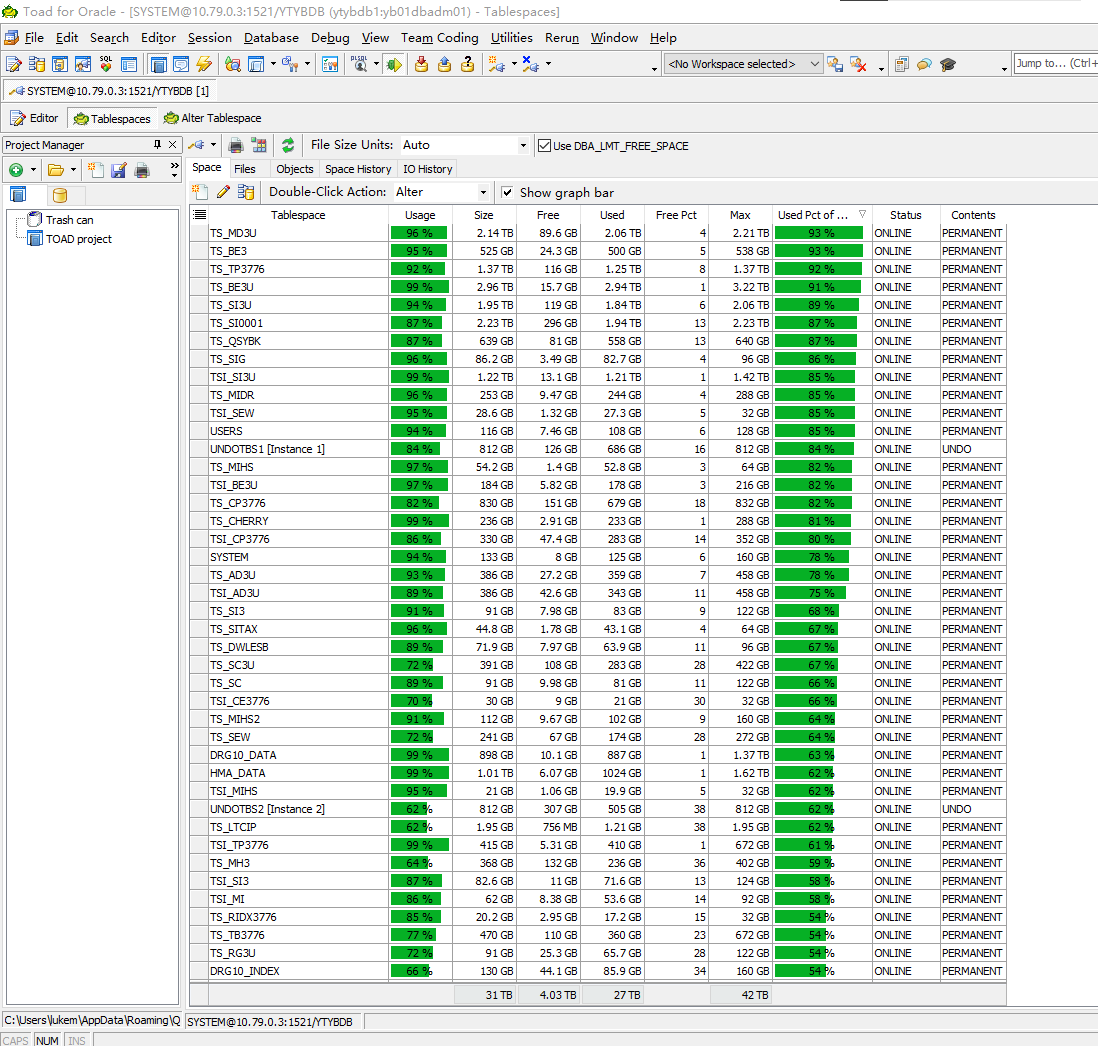 Toad for Oracle - [SYSTEM@10.79.0.3:1521/YTYBDB (ytybdb1:yb01dbadm01) - Tablespaces]
File Edit Search Editor Session Database Debug View Team Coding Utilities Rerun Window Help
SQL PLSQL <No Workspace selected> Jump to... (Ctrl+
SYSTEM@10.79.0.3:1521/YTYBDB [1]
Editor Tablespaces Alter Tablespace
Project Manager File Size Units: Auto Use DBA_LMT_FREE_SPACE
Space Files Objects Space History IO History
Double-Click Action: Alter Show graph bar
Trash can
TOAD project
Tablespace Usage Size Free Used Free Pct Max Used Pct of ... Status Contents
TS_MD3U 96 % 2.14 TB 89.6 GB 2.06 TB 4 2.21 TB 93 % ONLINE PERMANENT
TS_BE3 95 % 525 GB 24.3 GB 500 GB 5 538 GB 93 % ONLINE PERMANENT
TS_TP3776 92 % 1.37 TB 116 GB 1.25 TB 8 1.37 TB 92 % ONLINE PERMANENT
TS_BE3U 99 % 2.96 TB 15.7 GB 2.94 TB 1 3.22 TB 91 % ONLINE PERMANENT
TS_SI3U 94 % 1.95 TB 119 GB 1.84 TB 6 2.06 TB 89 % ONLINE PERMANENT
TS_SI0001 87 % 2.23 TB 296 GB 1.94 TB 13 2.23 TB 87 % ONLINE PERMANENT
TS_QSYBK 87 % 639 GB 81 GB 558 GB 13 640 GB 87 % ONLINE PERMANENT
TS_SIG 96 % 86.2 GB 3.49 GB 82.7 GB 4 96 GB 86 % ONLINE PERMANENT
TSI_SI3U 99 % 1.22 TB 13.1 GB 1.21 TB 1 1.42 TB 85 % ONLINE PERMANENT
TS_MIDR 96 % 253 GB 9.47 GB 244 GB 4 288 GB 85 % ONLINE PERMANENT
TSI_SEW 95 % 28.6 GB 1.32 GB 27.3 GB 5 32 GB 85 % ONLINE PERMANENT
USERS 94 % 116 GB 7.46 GB 108 GB 6 128 GB 85 % ONLINE PERMANENT
UNDOTBS1 [Instance 1] 84 % 812 GB 126 GB 686 GB 16 812 GB 84 % ONLINE UNDO
TS_MIHS 97 % 54.2 GB 1.4 GB 52.8 GB 3 64 GB 82 % ONLINE PERMANENT
TSI_BE3U 97 % 184 GB 5.82 GB 178 GB 3 216 GB 82 % ONLINE PERMANENT
TS_CP3776 82 % 830 GB 151 GB 679 GB 18 832 GB 82 % ONLINE PERMANENT
TS_CHERRY 99 % 236 GB 2.91 GB 233 GB 1 288 GB 81 % ONLINE PERMANENT
TSI_CP3776 86 % 330 GB 47.4 GB 283 GB 14 352 GB 80 % ONLINE PERMANENT
SYSTEM 94 % 133 GB 8 GB 125 GB 6 160 GB 78 % ONLINE PERMANENT
TS_AD3U 93 % 386 GB 27.2 GB 359 GB 7 458 GB 78 % ONLINE PERMANENT
TSI_AD3U 89 % 386 GB 42.6 GB 343 GB 11 458 GB 75 % ONLINE PERMANENT
TS_SI3 91 % 91 GB 7.98 GB 83 GB 9 122 GB 68 % ONLINE PERMANENT
TS_SITAX 96 % 44.8 GB 1.78 GB 43.1 GB 4 64 GB 67 % ONLINE PERMANENT
TS_DWLESB 89 % 71.9 GB 7.97 GB 63.9 GB 11 96 GB 67 % ONLINE PERMANENT
TS_SC3U 72 % 391 GB 108 GB 283 GB 28 422 GB 67 % ONLINE PERMANENT
TS_SC 89 % 91 GB 9.98 GB 81 GB 11 122 GB 66 % ONLINE PERMANENT
TSI_CE3776 70 % 30 GB 9 GB 21 GB 30 32 GB 66 % ONLINE PERMANENT
TS_MIHS2 91 % 112 GB 9.67 GB 102 GB 9 160 GB 64 % ONLINE PERMANENT
TS_SEW 72 % 241 GB 67 GB 174 GB 28 272 GB 64 % ONLINE PERMANENT
DRG10_DATA 99 % 898 GB 10.1 GB 887 GB 1 1.37 TB 63 % ONLINE PERMANENT
HMA_DATA 99 % 1.01 TB 6.07 GB 1024 GB 1 1.62 TB 62 % ONLINE PERMANENT
TSI_MIHS 95 % 21 GB 1.06 GB 19.9 GB 5 32 GB 62 % ONLINE PERMANENT
UNDOTBS2 [Instance 2] 62 % 812 GB 307 GB 505 GB 38 812 GB 62 % ONLINE UNDO
TS_LTCIP 62 % 1.95 GB 756 MB 1.21 GB 38 1.95 GB 62 % ONLINE PERMANENT
TSI_TP3776 99 % 415 GB 5.31 GB 410 GB 1 672 GB 61 % ONLINE PERMANENT
TS_MH3 64 % 368 GB 132 GB 236 GB 36 402 GB 59 % ONLINE PERMANENT
TSI_SI3 87 % 82.6 GB 11 GB 71.6 GB 13 124 GB 58 % ONLINE PERMANENT
TSI_MI 86 % 62 GB 8.38 GB 53.6 GB 14 92 GB 58 % ONLINE PERMANENT
TS_RIDX3776 85 % 20.2 GB 2.95 GB 17.2 GB 15 32 GB 54 % ONLINE PERMANENT
TS_TB3776 77 % 470 GB 110 GB 360 GB 23 672 GB 54 % ONLINE PERMANENT
TS_RG3U 72 % 91 GB 25.3 GB 65.7 GB 28 122 GB 54 % ONLINE PERMANENT
DRG10_INDEX 66 % 130 GB 44.1 GB 85.9 GB 34 160 GB 54 % ONLINE PERMANENT
31 TB 4.03 TB 27 TB 42 TB
C:\Users\lukem\AppData\Roaming\Q SYSTEM@10.79.0.3:1521/YTYBDB
CAPS NUM INS